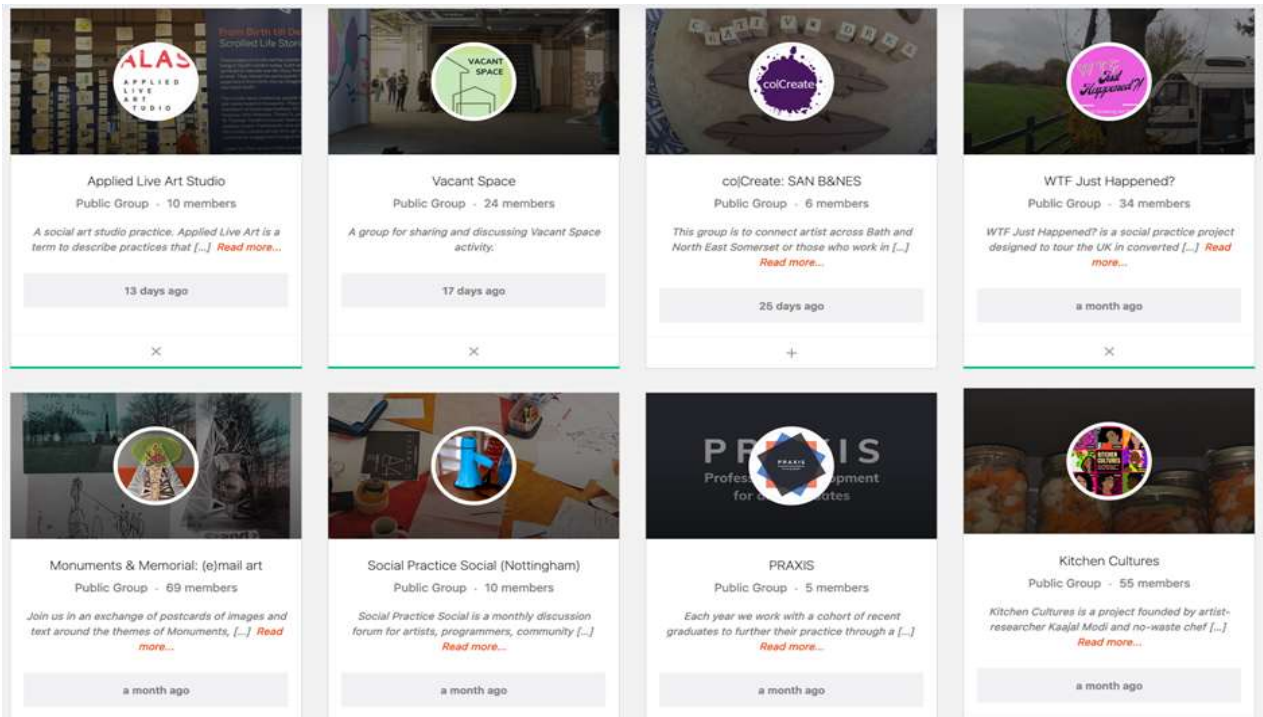 From Birth till De
Scrolled Life Stori
ALAS
APPLIED
LIVE
ART
STUDIO
Applied Live Art Studio
Public Group - 10 members
A social art studio practice. Applied Live Art is a
term to describe practices that [...] Read more...
13 days ago
×
VACANT
SPACE
Vacant Space
Public Group - 24 members
A group for sharing and discussing Vacant Space
activity.
17 days ago
×
co|Create
co|Create: SAN B&NES
Public Group - 6 members
This group is to connect artist across Bath and
North East Somerset or those who work in [...]
Read more...
25 days ago
+
WTF
Just
Happened?!
WTF Just Happened?
Public Group - 34 members
WTF Just Happened? is a social practice project
designed to tour the UK in converted [...] Read
more...
a month ago
×
Monuments & Memorial: (e)mail art
Public Group - 69 members
Join us in an exchange of postcards of images and
text around the themes of Monuments, [...] Read
more...
a month ago
Social Practice Social (Nottingham)
Public Group - 10 members
Social Practice Social is a monthly discussion
forum for artists, programmers, community [...]
Read more...
a month ago
PRAXIS
PRAXIS
Public Group - 5 members
Each year we work with a cohort of recent
graduates to further their practice through a [...]
Read more...
a month ago
KITCHEN
CULTURES
Kitchen Cultures
Public Group - 55 members
Kitchen Cultures is a project founded by artist-
researcher Kaajal Modi and no-waste chef [...]
Read more...
a month ago